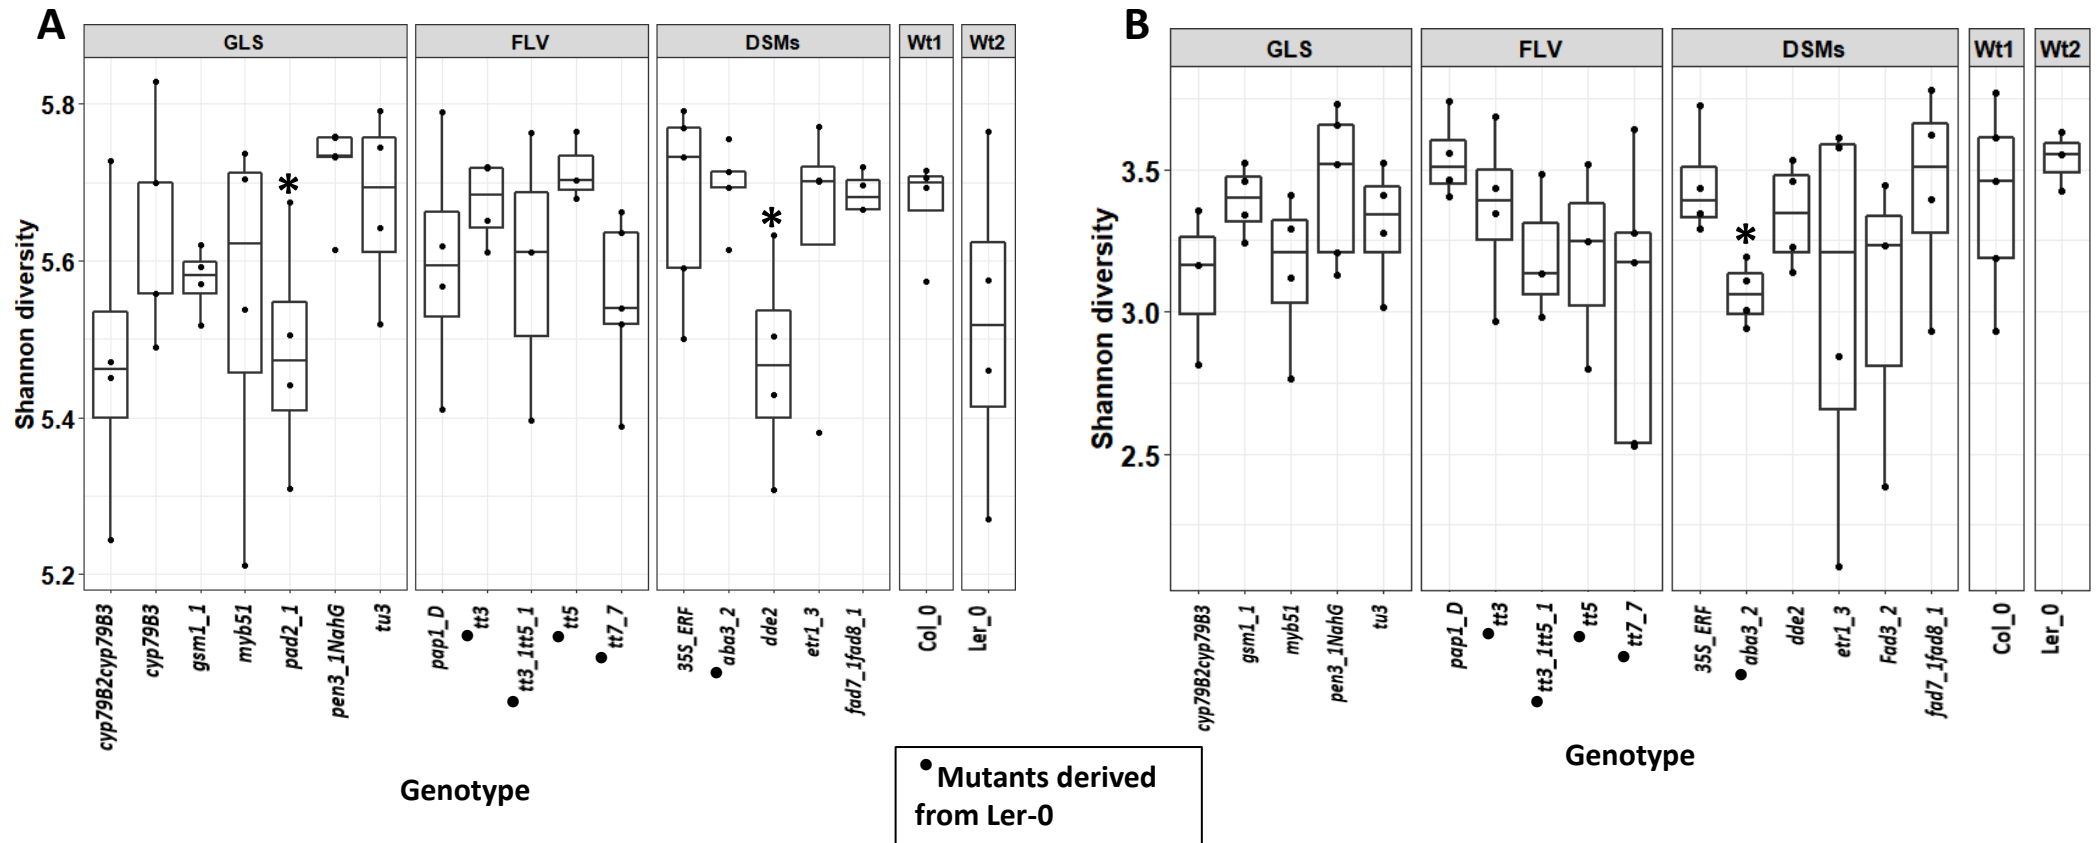 A
GLS
FLV
DSMs
Wt1
Wt2
Shannon diversity
5.8
5.6
5.4
5.2
*
*
cyp79B2cyp79B3
cyp79B3
gsm1_1
myb51
pad2_1
pen3_1NahG
tu3
pap1_D
tt3
tt3_1tt5_1
tt5
tt7_7
35S_ERF
aba3_2
dde2
etr1_3
fad7_1fad8_1
Col_0
Ler_0
Genotype
B
GLS
FLV
DSMs
Wt1
Wt2
Shannon diversity
3.5
3.0
2.5
*
cyp79B2cyp79B3
gsm1_1
myb51
pen3_1NahG
tu3
pap1_D
tt3
tt3_1tt5_1
tt5
tt7_7
35S_ERF
aba3_2
dde2
etr1_3
Fad3_2
fad7_1fad8_1
Col_0
Ler_0
Genotype
• Mutants derived
from Ler-0